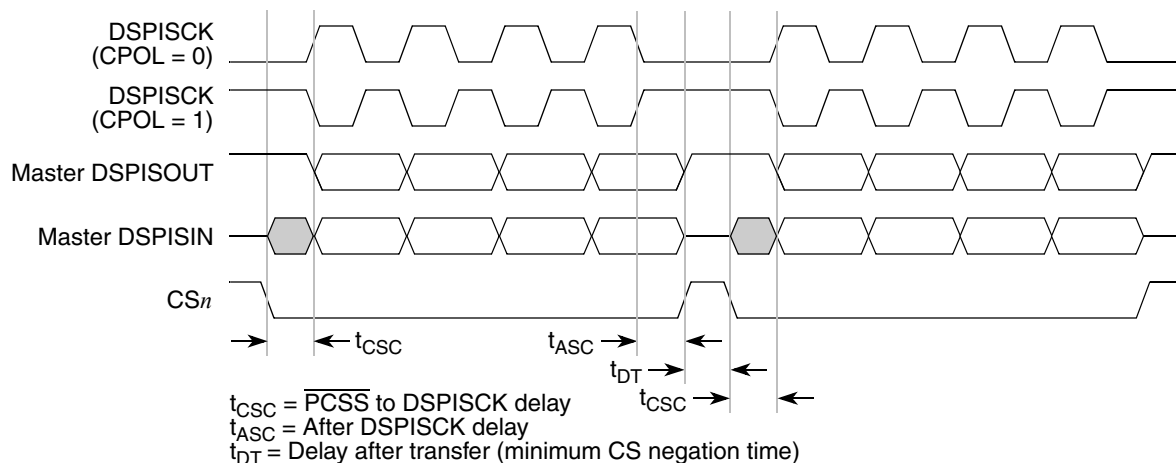 DSPISCK
(CPOL = 0)
DSPISCK
(CPOL = 1)
Master DSPISOUT
Master DSPISIN
CSn
tCSC
tASC
tDT
tCSC
tCSC = PCSS to DSPISCK delay
tASC = After DSPISCK delay
tDT = Delay after transfer (minimum CS negation time)